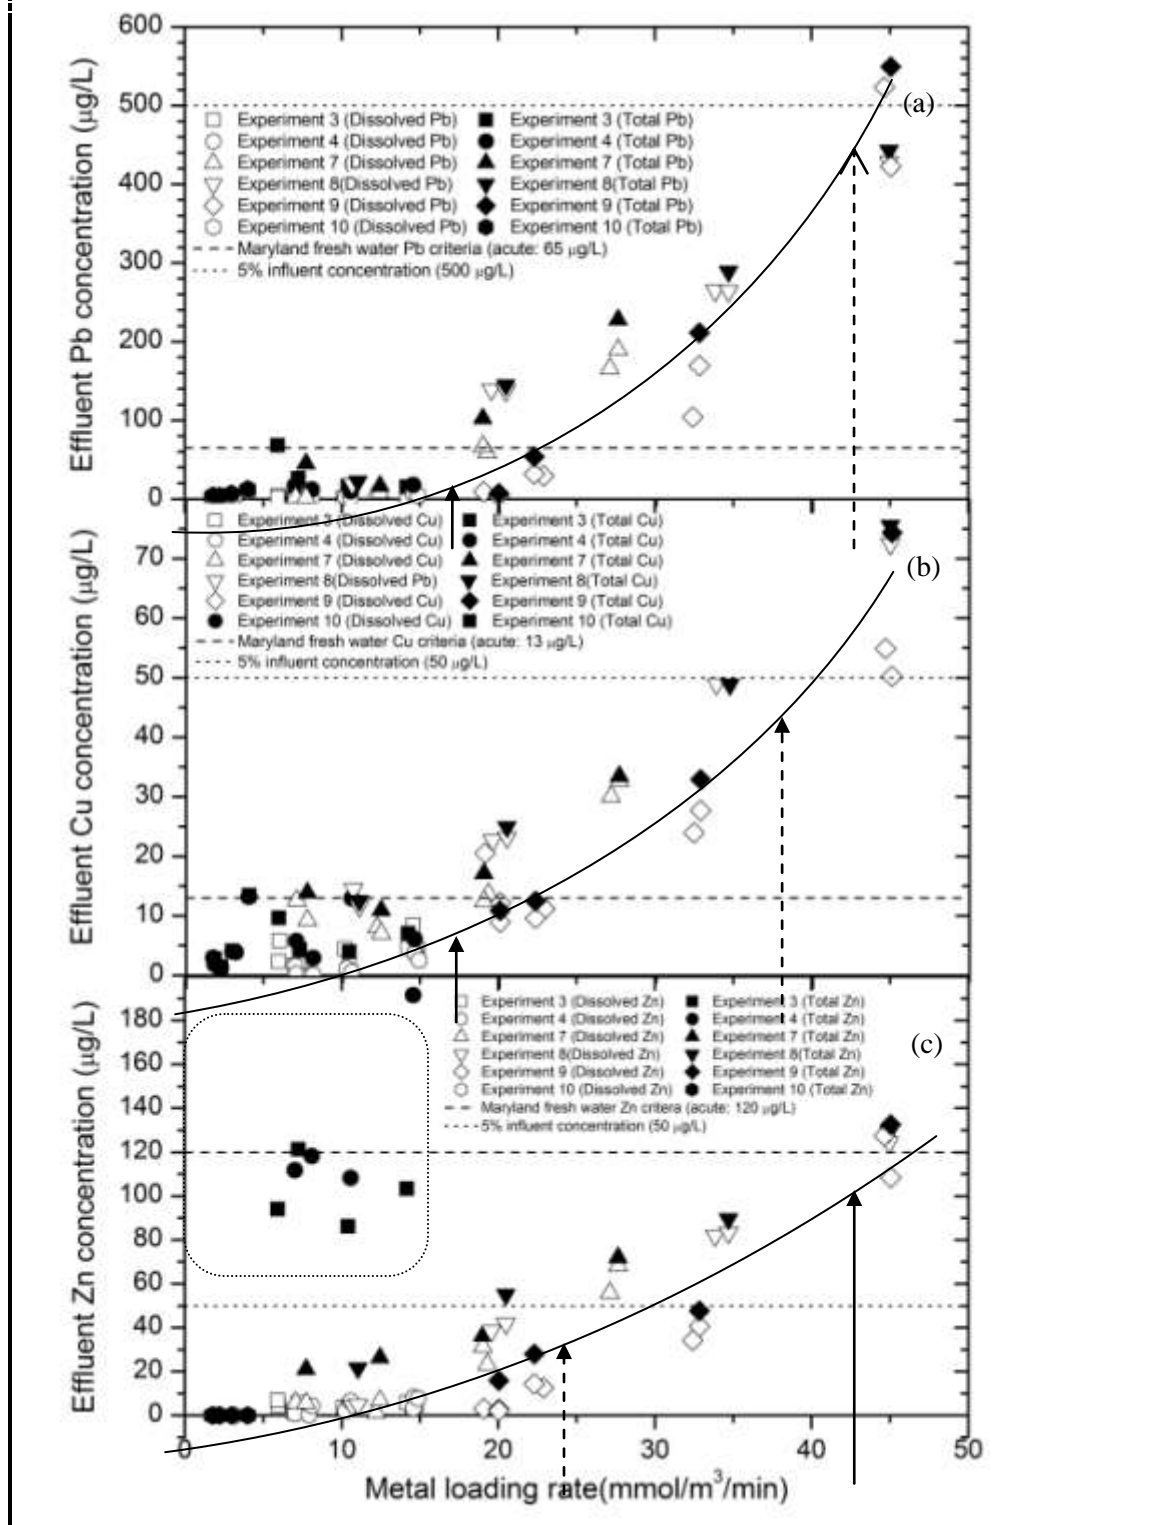 600
500
400
300
200
100
0
Effluent Pb concentration (µg/L)
(a)
Experiment 3 (Dissolved Pb) Experiment 3 (Total Pb)
Experiment 4 (Dissolved Pb) Experiment 4 (Total Pb)
Experiment 7 (Dissolved Pb) Experiment 7 (Total Pb)
Experiment 8(Dissolved Pb) Experiment 8(Total Pb)
Experiment 9 (Dissolved Pb) Experiment 9 (Total Pb)
Experiment 10 (Dissolved Pb) Experiment 10 (Total Pb)
Maryland fresh water Pb criteria (acute: 65 µg/L)
5% influent concentration (500 µg/L)
70
60
50
40
30
20
10
0
Effluent Cu concentration (µg/L)
(b)
Experiment 3 (Dissolved Cu) Experiment 3 (Total Cu)
Experiment 4 (Dissolved Cu) Experiment 4 (Total Cu)
Experiment 7 (Dissolved Cu) Experiment 7 (Total Cu)
Experiment 8(Dissolved Pb) Experiment 8(Total Cu)
Experiment 9 (Dissolved Cu) Experiment 9 (Total Cu)
Experiment 10 (Dissolved Cu) Experiment 10 (Total Cu)
Maryland fresh water Cu criteria (acute: 13 µg/L)
5% influent concentration (50 µg/L)
180
160
140
120
100
80
60
40
20
0
Effluent Zn concentration (µg/L)
(c)
Experiment 3 (Dissolved Zn) Experiment 3 (Total Zn)
Experiment 4 (Dissolved Zn) Experiment 4 (Total Zn)
Experiment 7 (Dissolved Zn) Experiment 7 (Total Zn)
Experiment 8(Dissolved Zn) Experiment 8(Total Zn)
Experiment 9 (Dissolved Zn) Experiment 9 (Total Zn)
Experiment 10 (Dissolved Zn) Experiment 10 (Total Zn)
Maryland fresh water Zn critera (acute: 120 µg/L)
5% influent concentration (50 µg/L)
0 10 20 30 40 50
Metal loading rate(mmol/m³/min)